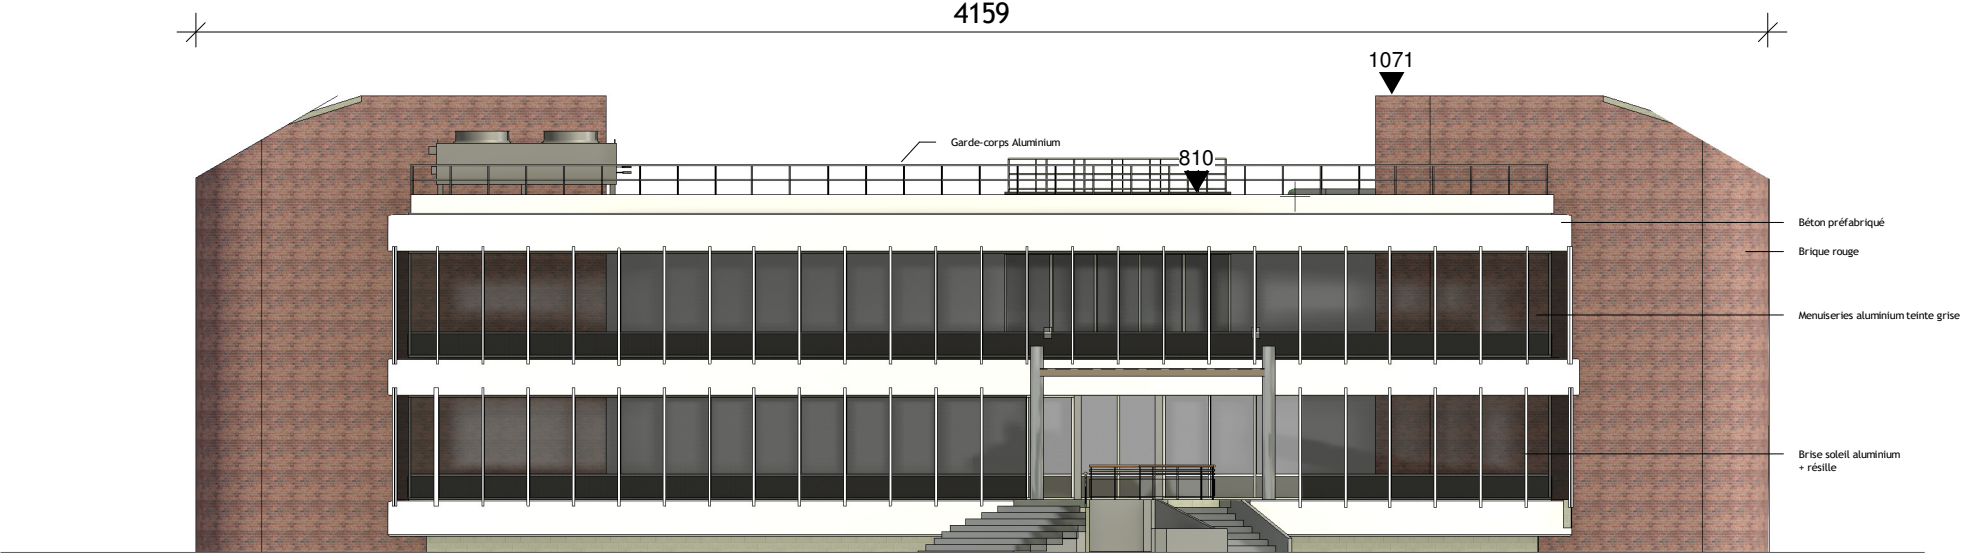 4159
1071
Garde-corps Aluminium
810
Béton préfabriqué
Brique rouge
Menuiseries aluminium teinte grise
Brise soleil aluminium
+ résille